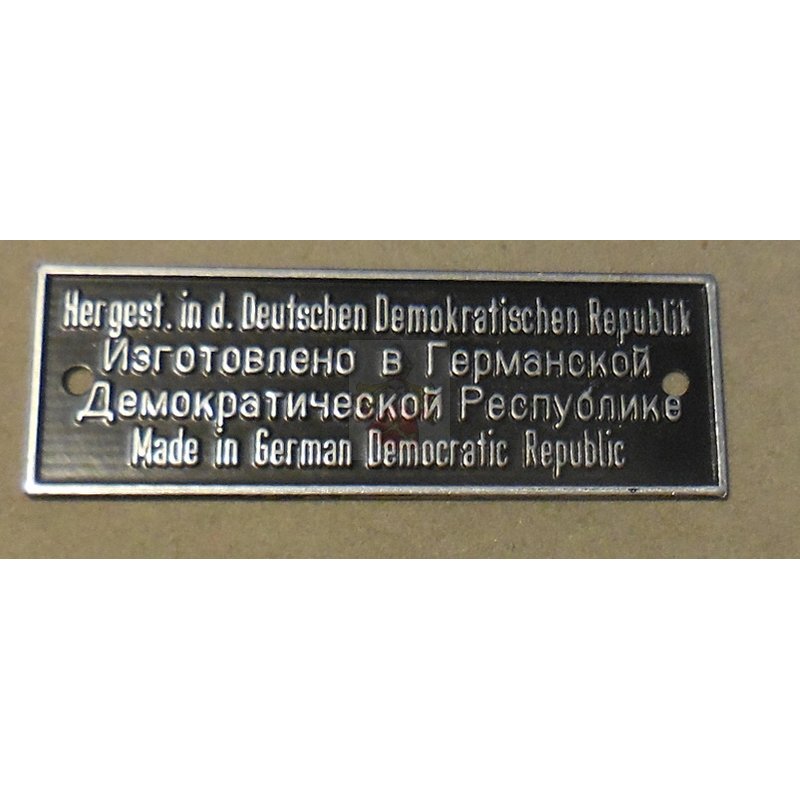 Hergest. in d. Deutschen Demokratischen Republik
Изготовлено в Германской
Демократической Республике
Made in German Democratic Republic